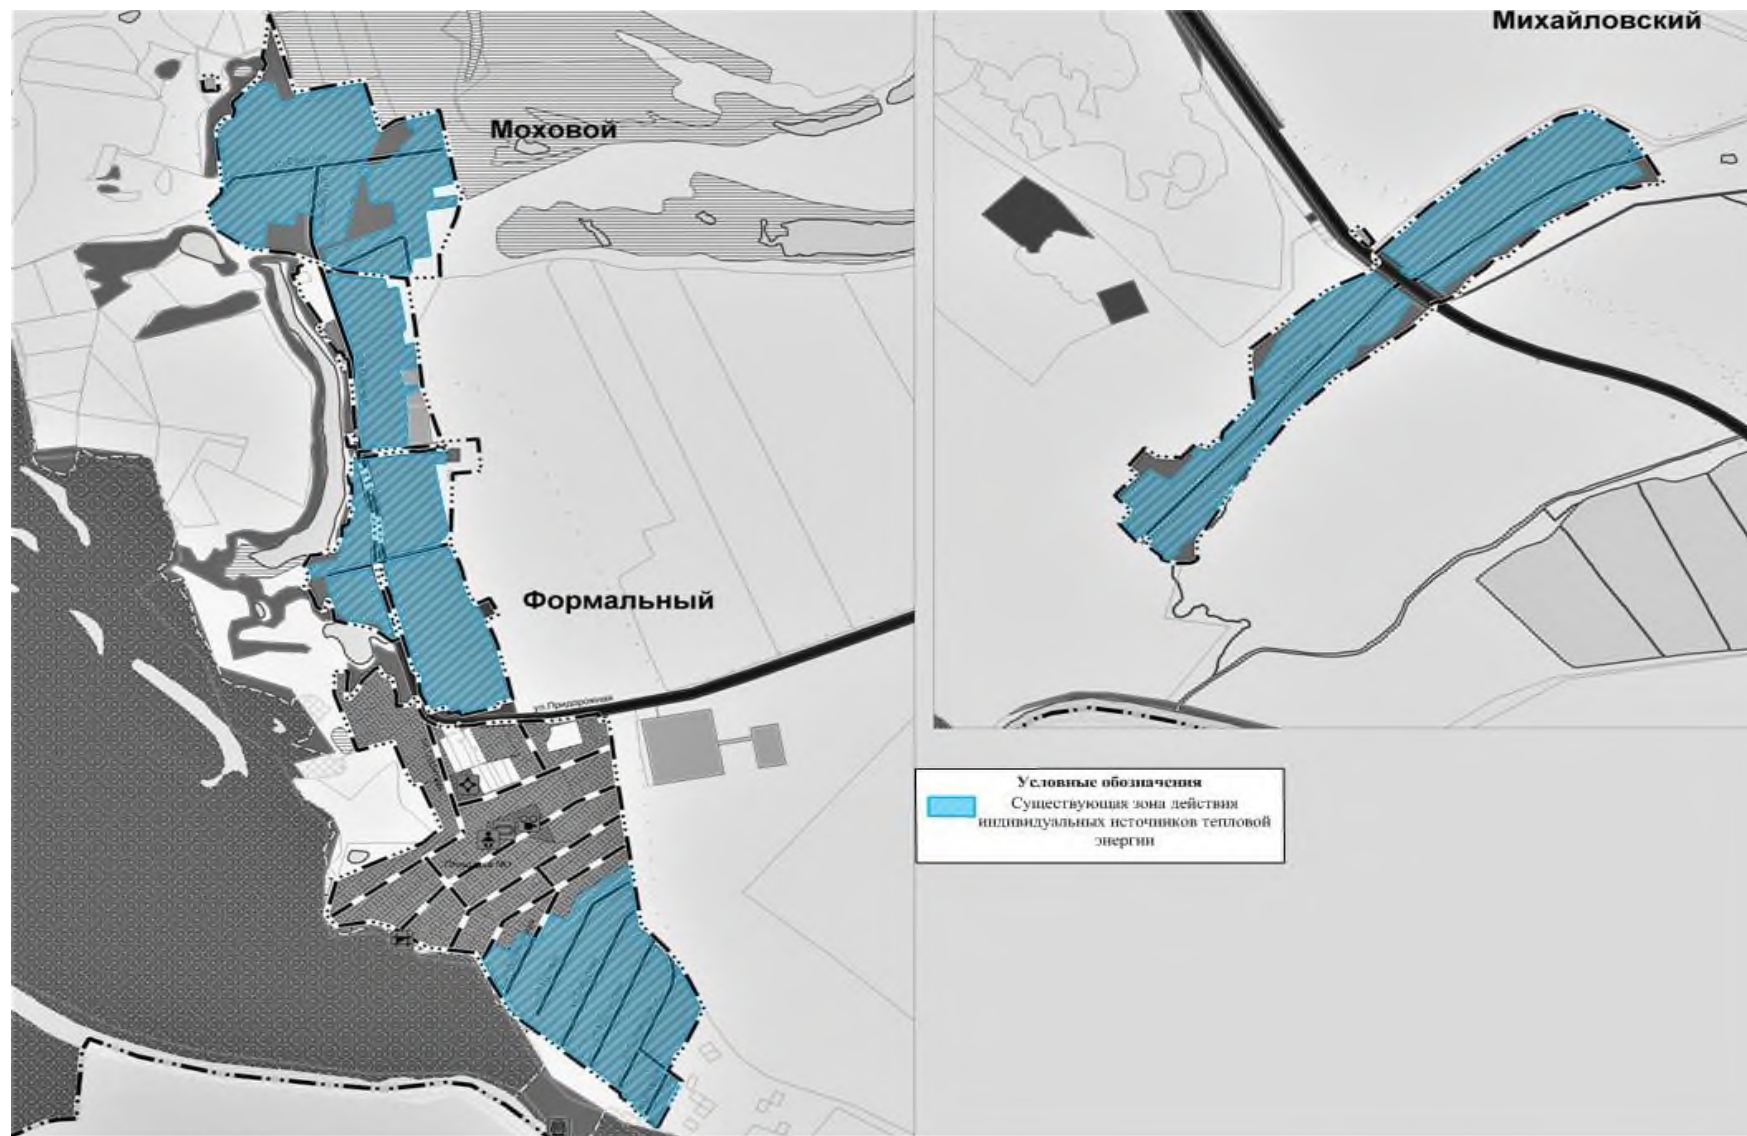 Михайловский
Моховой
Формальный
ул.Придорожная
Условные обозначения
Существующая зона действия
индивидуальных источников тепловой
энергии